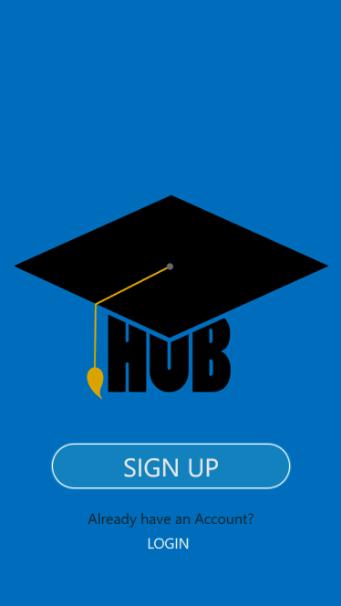 HUB
SIGN UP
Already have an Account?
LOGIN